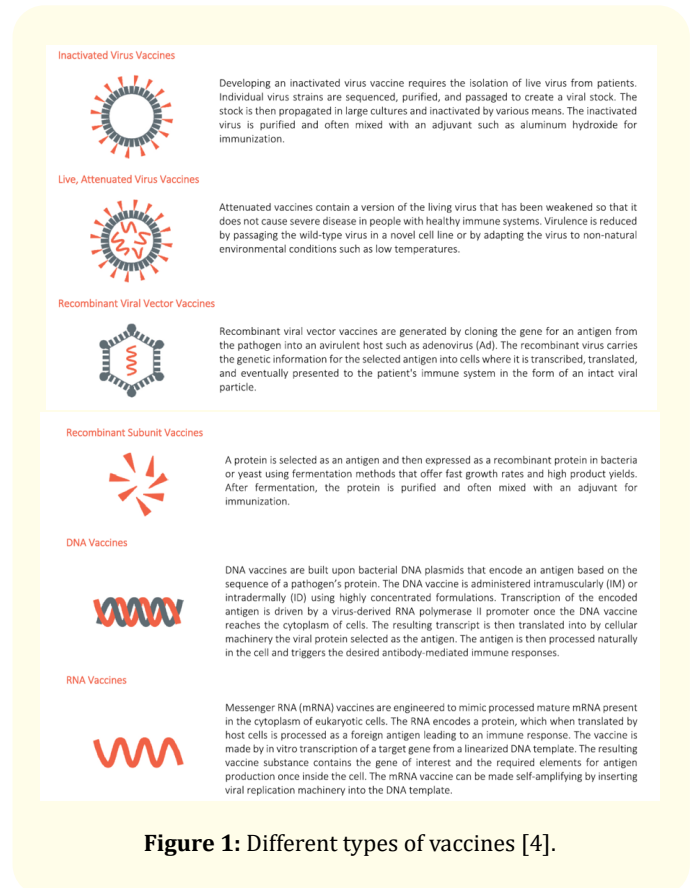 Inactivated Virus Vaccines
Developing an inactivated virus vaccine requires the isolation of live virus from patients.
Individual virus strains are sequenced, purified, and passaged to create a viral stock. The
stock is then propagated in large cultures and inactivated by various means. The inactivated
virus is purified and often mixed with an adjuvant such as aluminum hydroxide for
immunization.
Live, Attenuated Virus Vaccines
Attenuated vaccines contain a version of the living virus that has been weakened so that it
does not cause severe disease in people with healthy immune systems. Virulence is reduced
by passaging the wild-type virus in a novel cell line or by adapting the virus to non-natural
environmental conditions such as low temperatures.
Recombinant Viral Vector Vaccines
Recombinant viral vector vaccines are generated by cloning the gene for an antigen from
the pathogen into an avirulent host such as adenovirus (Ad). The recombinant virus carries
the genetic information for the selected antigen into cells where it is transcribed, translated,
and eventually presented to the patient's immune system in the form of an intact viral
particle.
Recombinant Subunit Vaccines
A protein is selected as an antigen and then expressed as a recombinant protein in bacteria
or yeast using fermentation methods that offer fast growth rates and high product yields.
After fermentation, the protein is purified and often mixed with an adjuvant for
immunization.
DNA Vaccines
DNA vaccines are built upon bacterial DNA plasmids that encode an antigen based on the
sequence of a pathogen's protein. The DNA vaccine is administered intramuscularly (IM) or
intradermally (ID) using highly concentrated formulations. Transcription of the encoded
antigen is driven by a virus-derived RNA polymerase II promoter once the DNA vaccine
reaches the cytoplasm of cells. The resulting transcript is then translated into by cellular
machinery the viral protein selected as the antigen. The antigen is then processed naturally
in the cell and triggers the desired antibody-mediated immune responses.
RNA Vaccines
Messenger RNA (mRNA) vaccines are engineered to mimic processed mature mRNA present
in the cytoplasm of eukaryotic cells. The RNA encodes a protein, which when translated by
host cells is processed as a foreign antigen leading to an immune response. The vaccine is
made by in vitro transcription of a target gene from a linearized DNA template. The resulting
vaccine substance contains the gene of interest and the required elements for antigen
production once inside the cell. The mRNA vaccine can be made self-amplifying by inserting
viral replication machinery into the DNA template.
Figure 1: Different types of vaccines [4].